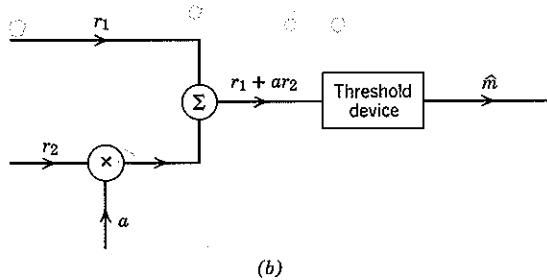 r₁
Σ
r₁ + ar₂
Threshold
device
m̂
r₂
×
a
(b)